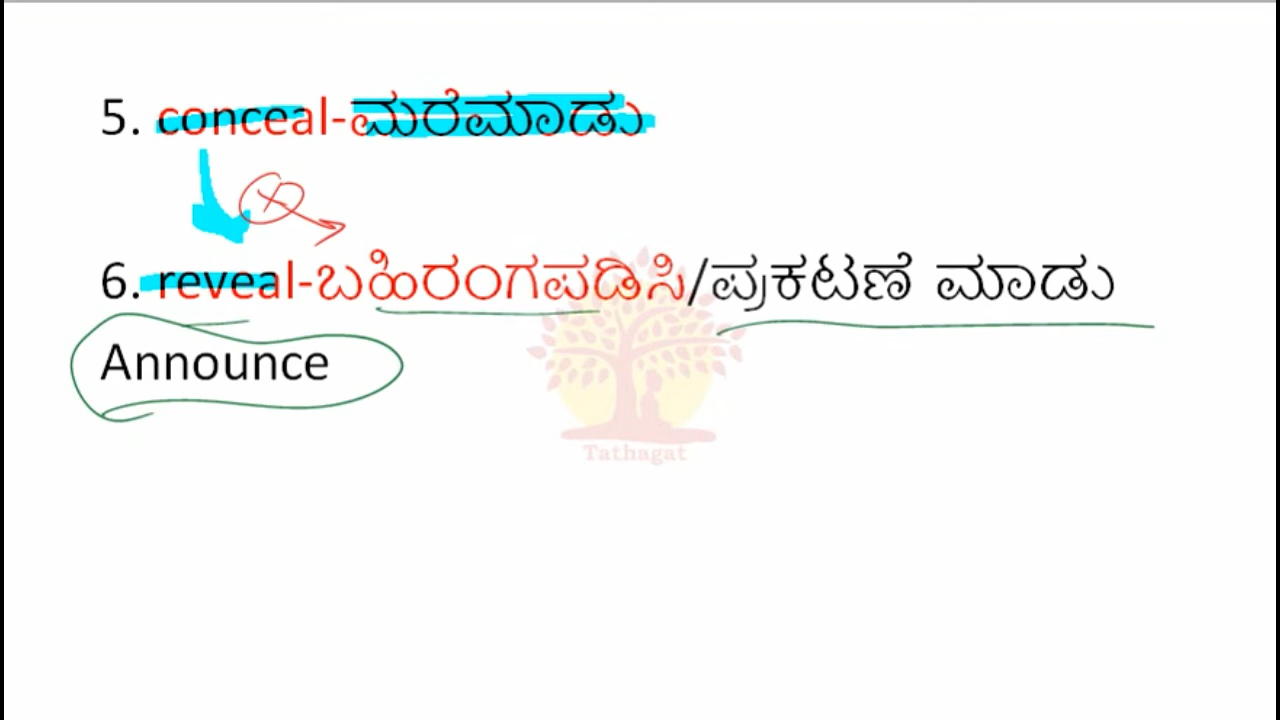 5. conceal-ಮರೆಮಾಡು
6. reveal-ಬಹಿರಂಗಪಡಿಸಿ/ಪ್ರಕಟಣೆ ಮಾಡು
Announce
Tathagat